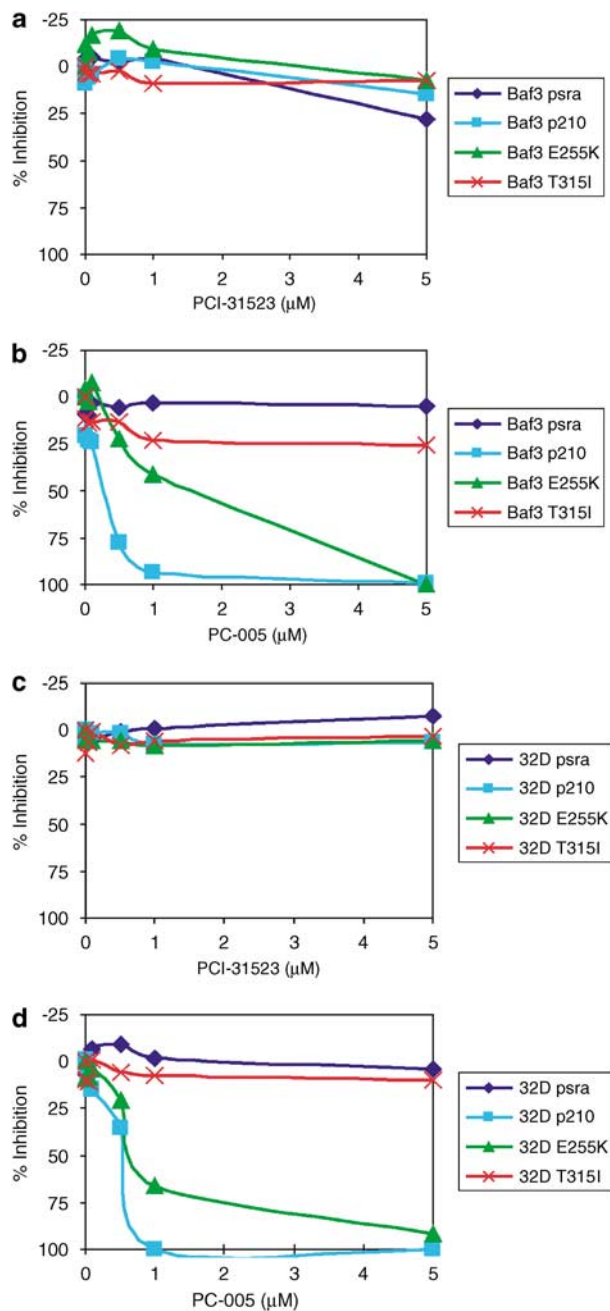 a
-25
0
25
50
75
100
% Inhibition
0 1 2 3 4 5
PCI-31523 (µM)
Baf3 psra
Baf3 p210
Baf3 E255K
Baf3 T315I
b
-25
0
25
50
75
100
% Inhibition
0 1 2 3 4 5
PC-005 (µM)
Baf3 psra
Baf3 p210
Baf3 E255K
Baf3 T315I
c
-25
0
25
50
75
100
% Inhibition
0 1 2 3 4 5
PCI-31523 (µM)
32D psra
32D p210
32D E255K
32D T315I
d
-25
0
25
50
75
100
% Inhibition
0 1 2 3 4 5
PC-005 (µM)
32D psra
32D p210
32D E255K
32D T315I